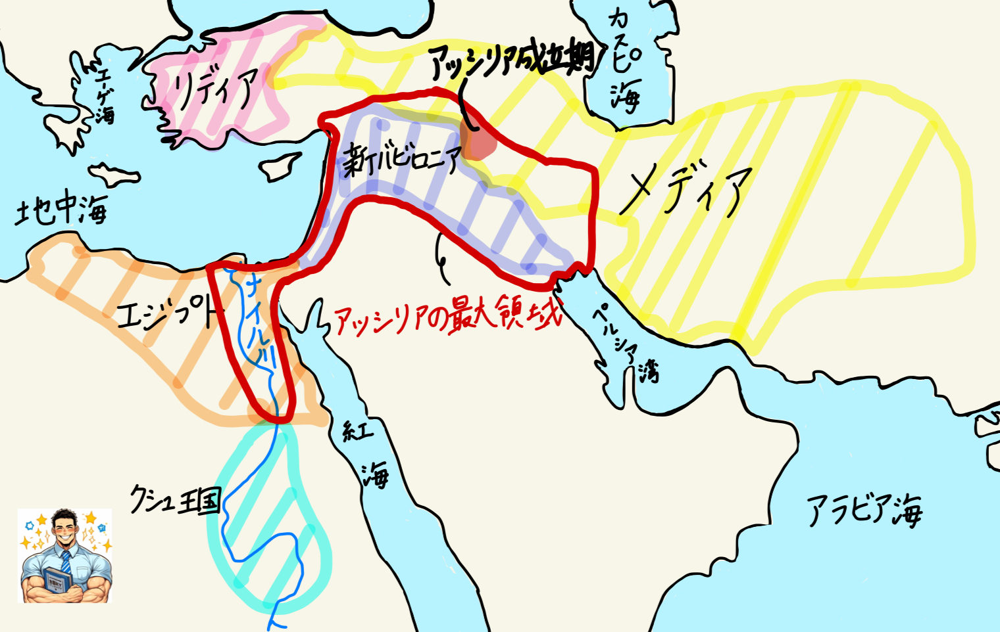 カスピ海
アッシリア成立期
エーゲ海
リディア
新バビロニア
メディア
地中海
エジプト
ナイル川
アッシリアの最大領域
ペルシア湾
紅海
クシュ王国
アラビア海